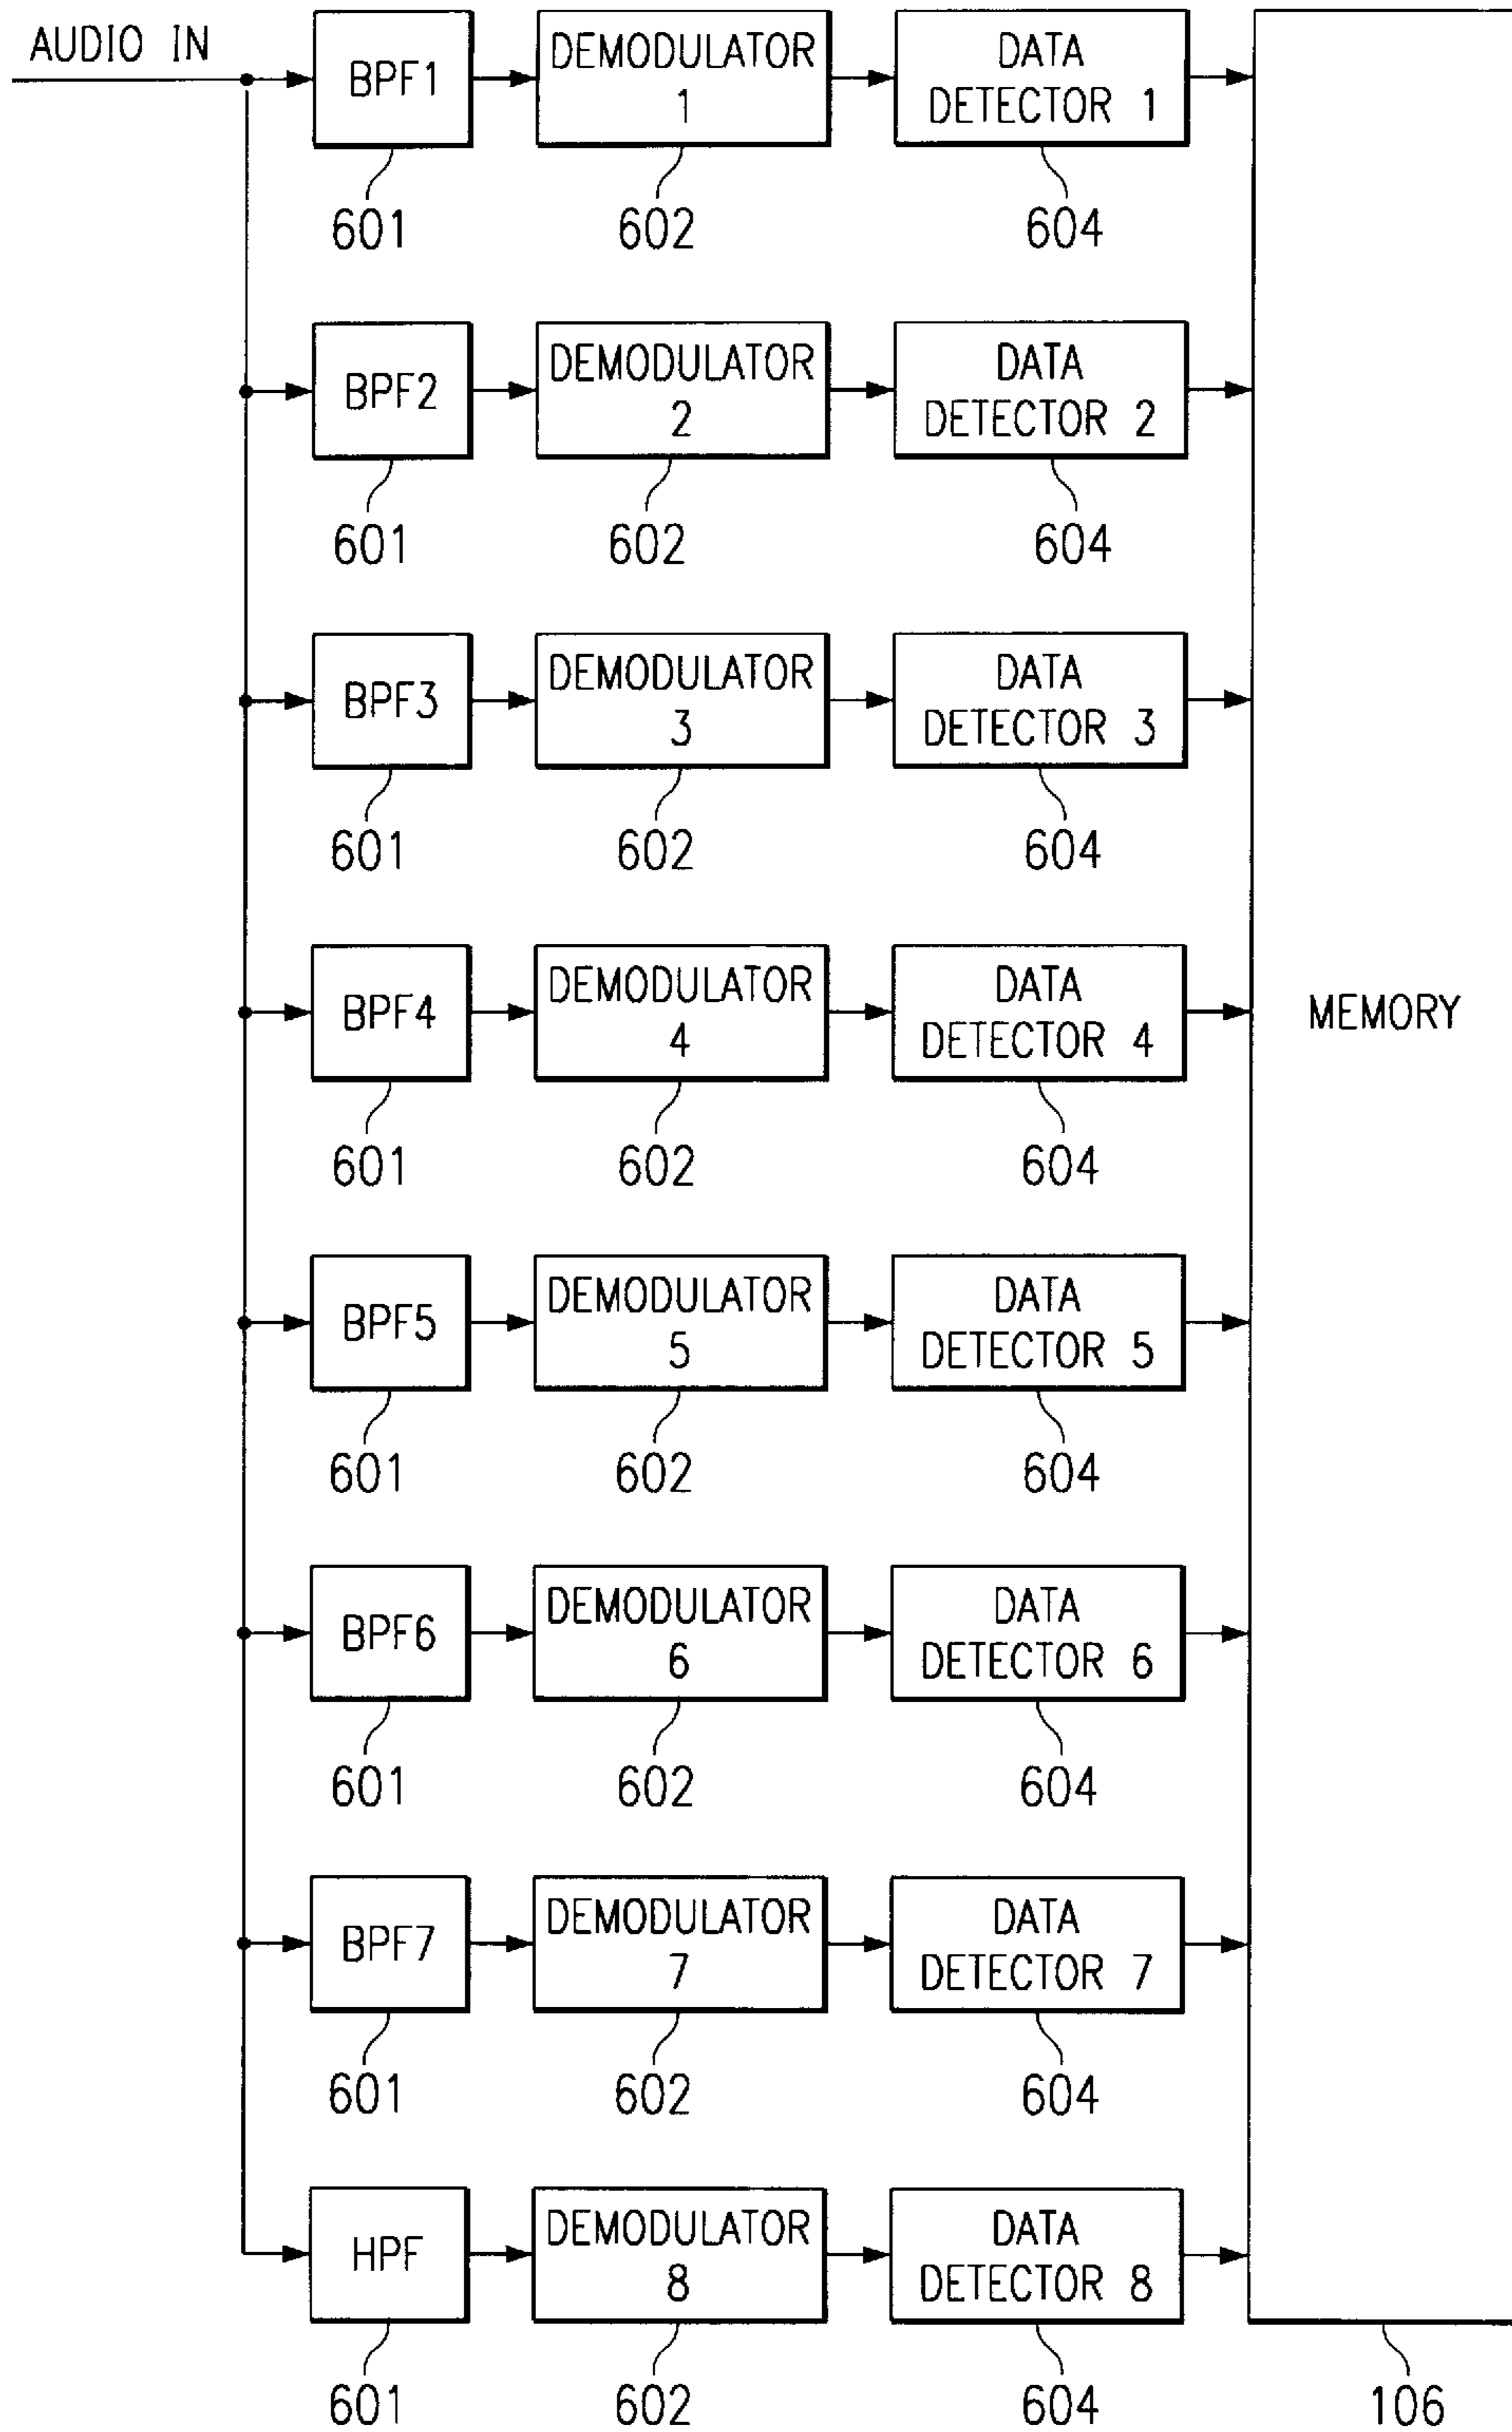 AUDIO IN
BPF1
DEMODULATOR
1
DATA
DETECTOR 1
601
602
604
BPF2
DEMODULATOR
2
DATA
DETECTOR 2
601
602
604
BPF3
DEMODULATOR
3
DATA
DETECTOR 3
601
602
604
BPF4
DEMODULATOR
4
DATA
DETECTOR 4
MEMORY
601
602
604
BPF5
DEMODULATOR
5
DATA
DETECTOR 5
601
602
604
BPF6
DEMODULATOR
6
DATA
DETECTOR 6
601
602
604
BPF7
DEMODULATOR
7
DATA
DETECTOR 7
601
602
604
HPF
DEMODULATOR
8
DATA
DETECTOR 8
601
602
604
106